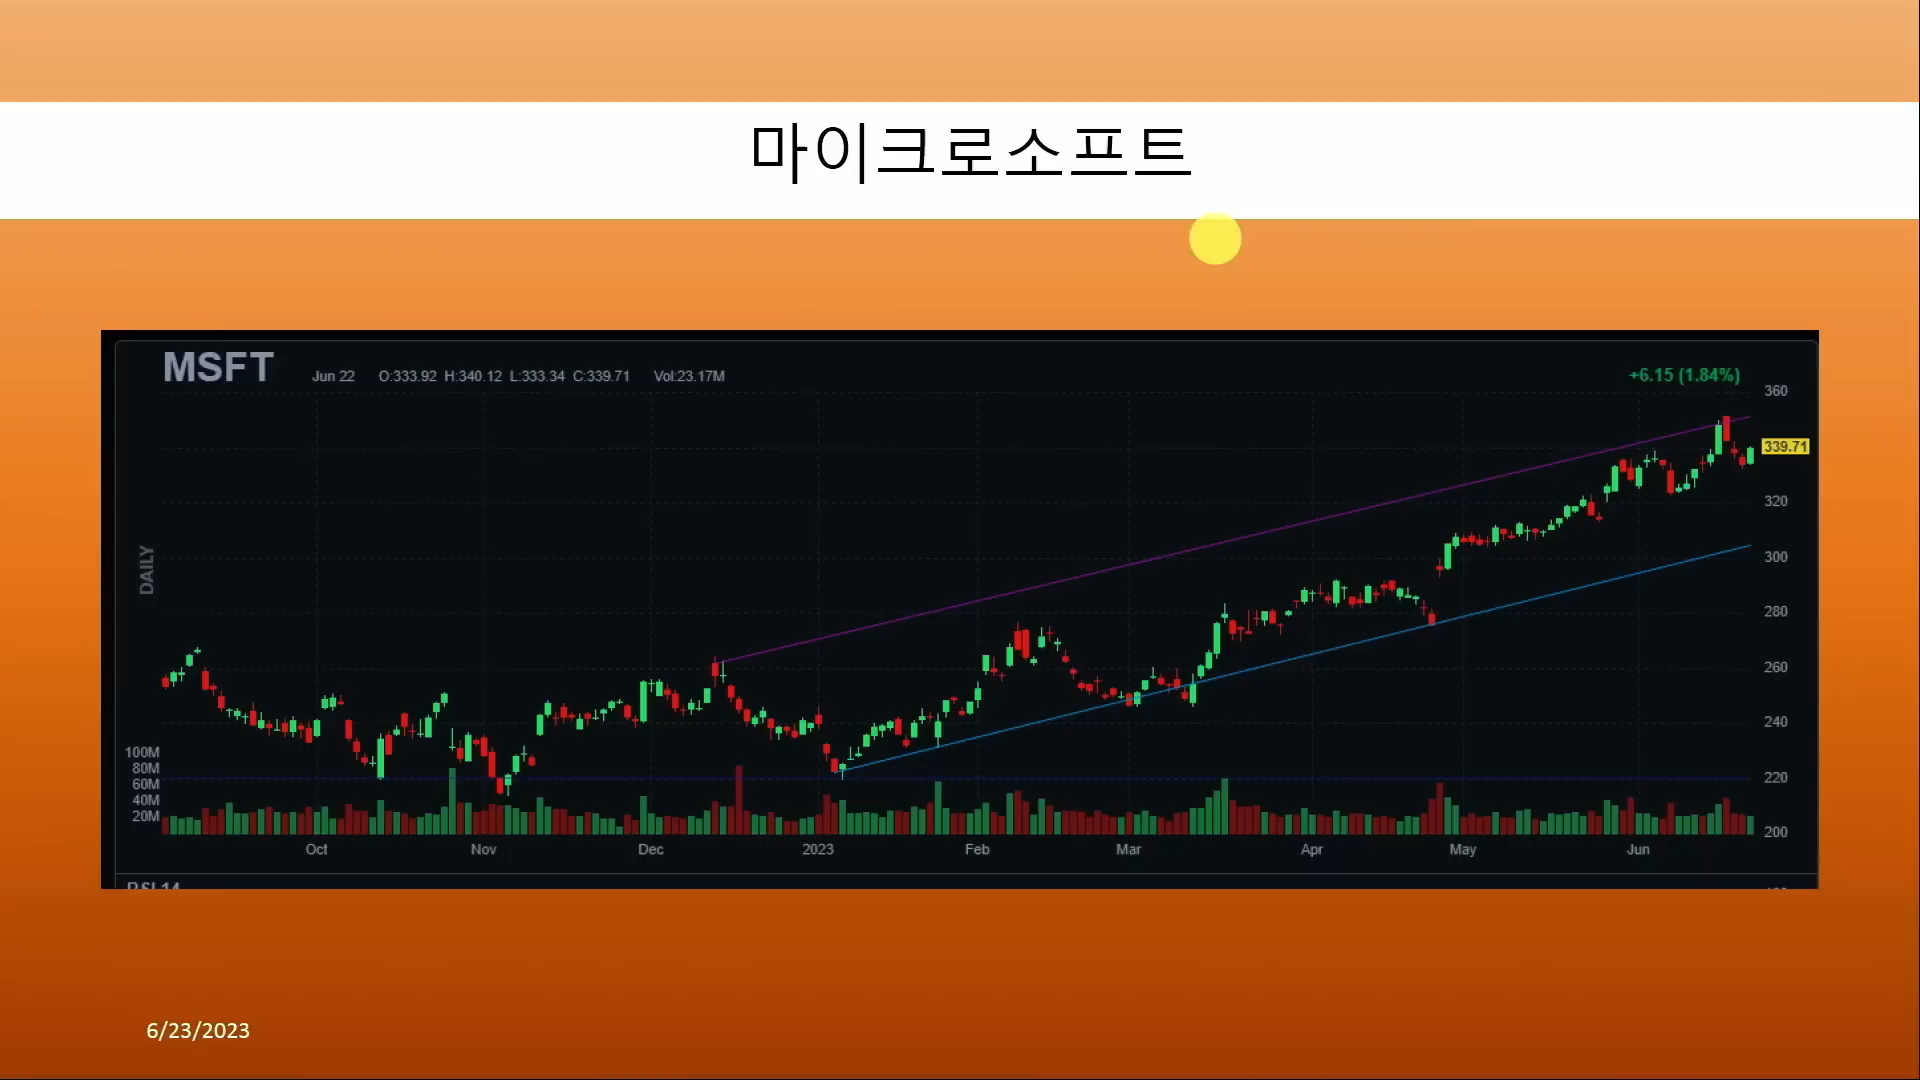 마이크로소프트
MSFT Jun 22 O:333.92 H:340.12 L:333.34 C:339.71 Vol:23.17M +6.15 (1.84%)
360
339.71
320
300
DAILY
280
260
240
100M
80M
220
60M
40M
20M
200
Oct Nov Dec 2023 Feb Mar Apr May Jun
RSI 14
6/23/2023